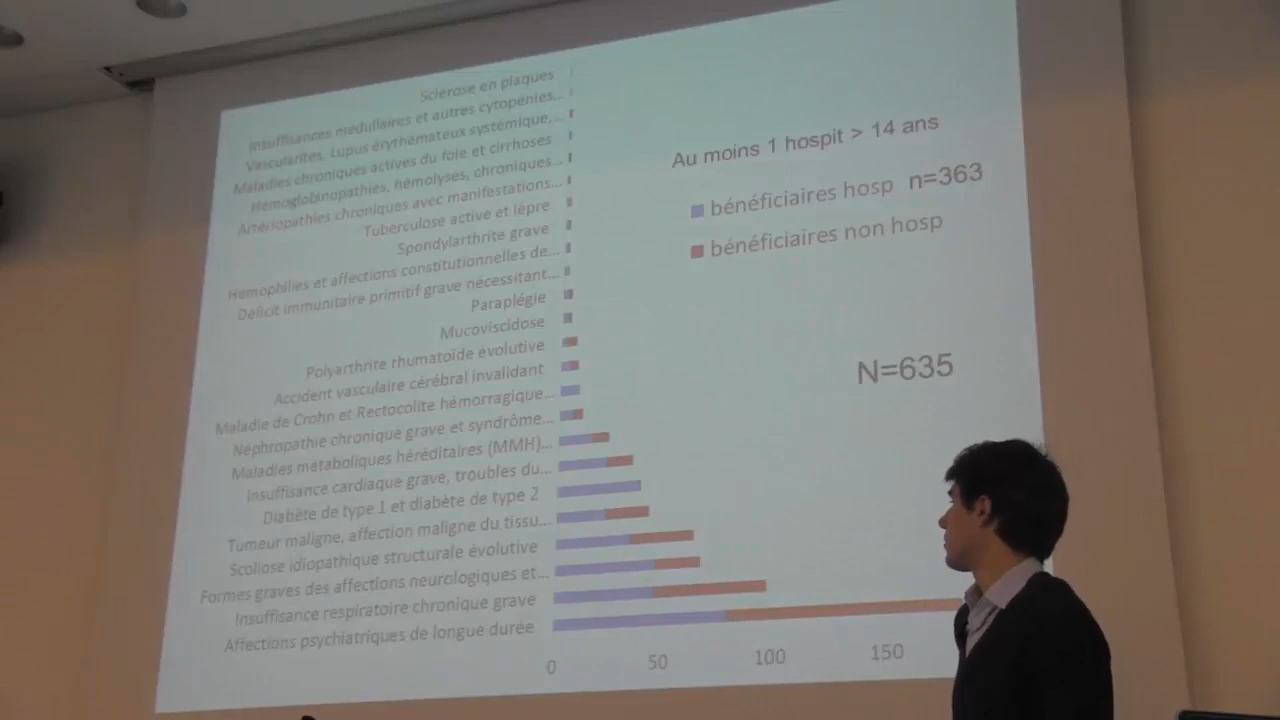 Sclérose en plaques
Insuffisances médullaires et autres cytopénies...
Vascularites, Lupus érythémateux systémique,...
Maladies chroniques actives du foie et cirrhoses
Hémoglobinopathies, hémolyses, chroniques...
Artériopathies chroniques avec manifestations...
Tuberculose active et lèpre
Spondylarthrite grave
Hémophilies et affections constitutionnelles de...
Déficit immunitaire primitif grave nécessitant...
Paraplégie
Mucoviscidose
Polyarthrite rhumatoïde évolutive
Accident vasculaire cérébral invalidant
Maladie de Crohn et Rectocolite hémorragique...
Néphropathie chronique grave et syndrôme...
Maladies métaboliques héréditaires (MMH)...
Insuffisance cardiaque grave, troubles du...
Diabète de type 1 et diabète de type 2
Tumeur maligne, affection maligne du tissu...
Scoliose idiopathique structurale évolutive
Formes graves des affections neurologiques et...
Insuffisance respiratoire chronique grave
Affections psychiatriques de longue durée
0 50 100 150
Au moins 1 hospit > 14 ans
bénéficiaires hosp n=363
bénéficiaires non hosp
N=635